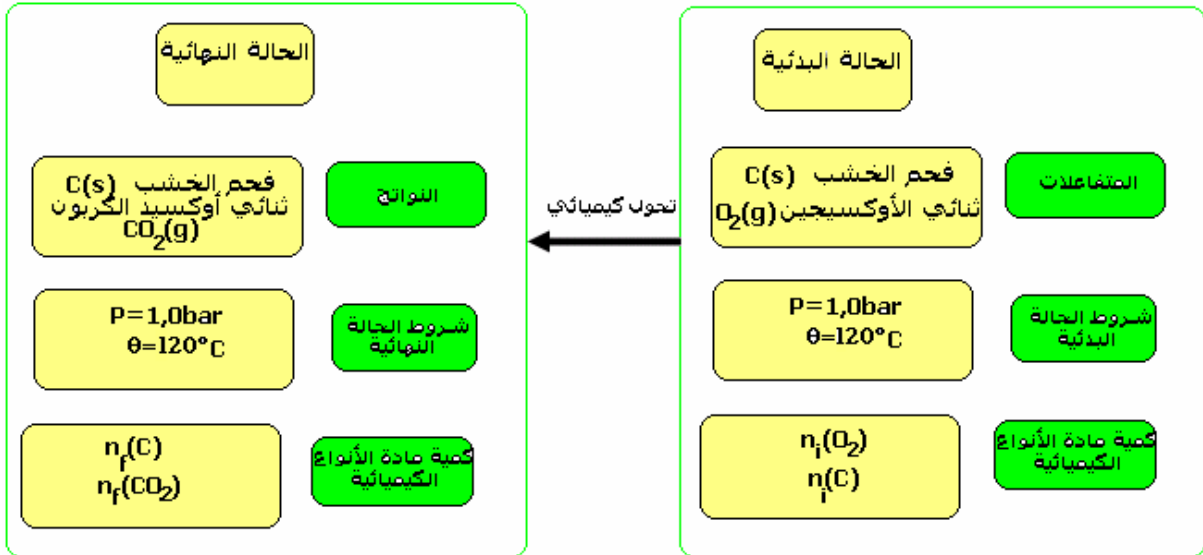 الحالة البدئية
المتفاعلات
فحم الخشب C(s)
ثنائي الأوكسيجين O₂(g)
شروط الحالة
البدئية
P=1,0bar
θ=120°C
كمية مادة الأنواع
الكيميائية
nᵢ(O₂)
nᵢ(C)
تحول كيميائي
الحالة النهائية
النواتج
فحم الخشب C(s)
ثنائي أوكسيد الكربون
CO₂(g)
شروط الحالة
النهائية
P=1,0bar
θ=120°C
كمية مادة الأنواع
الكيميائية
n_f(C)
n_f(CO₂)